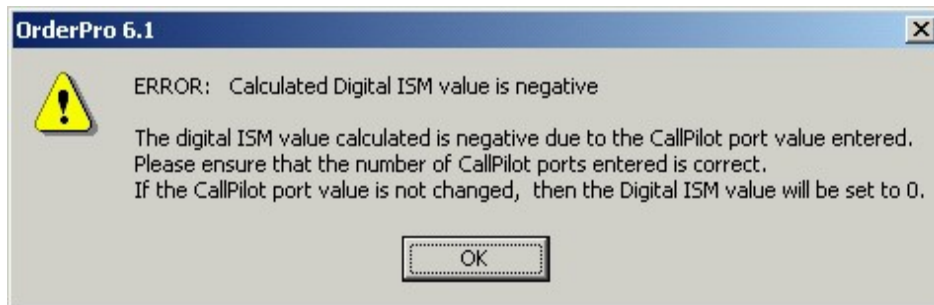 OrderPro 6.1
ERROR: Calculated Digital ISM value is negative
The digital ISM value calculated is negative due to the CallPilot port value entered.
Please ensure that the number of CallPilot ports entered is correct.
If the CallPilot port value is not changed, then the Digital ISM value will be set to 0.
OK